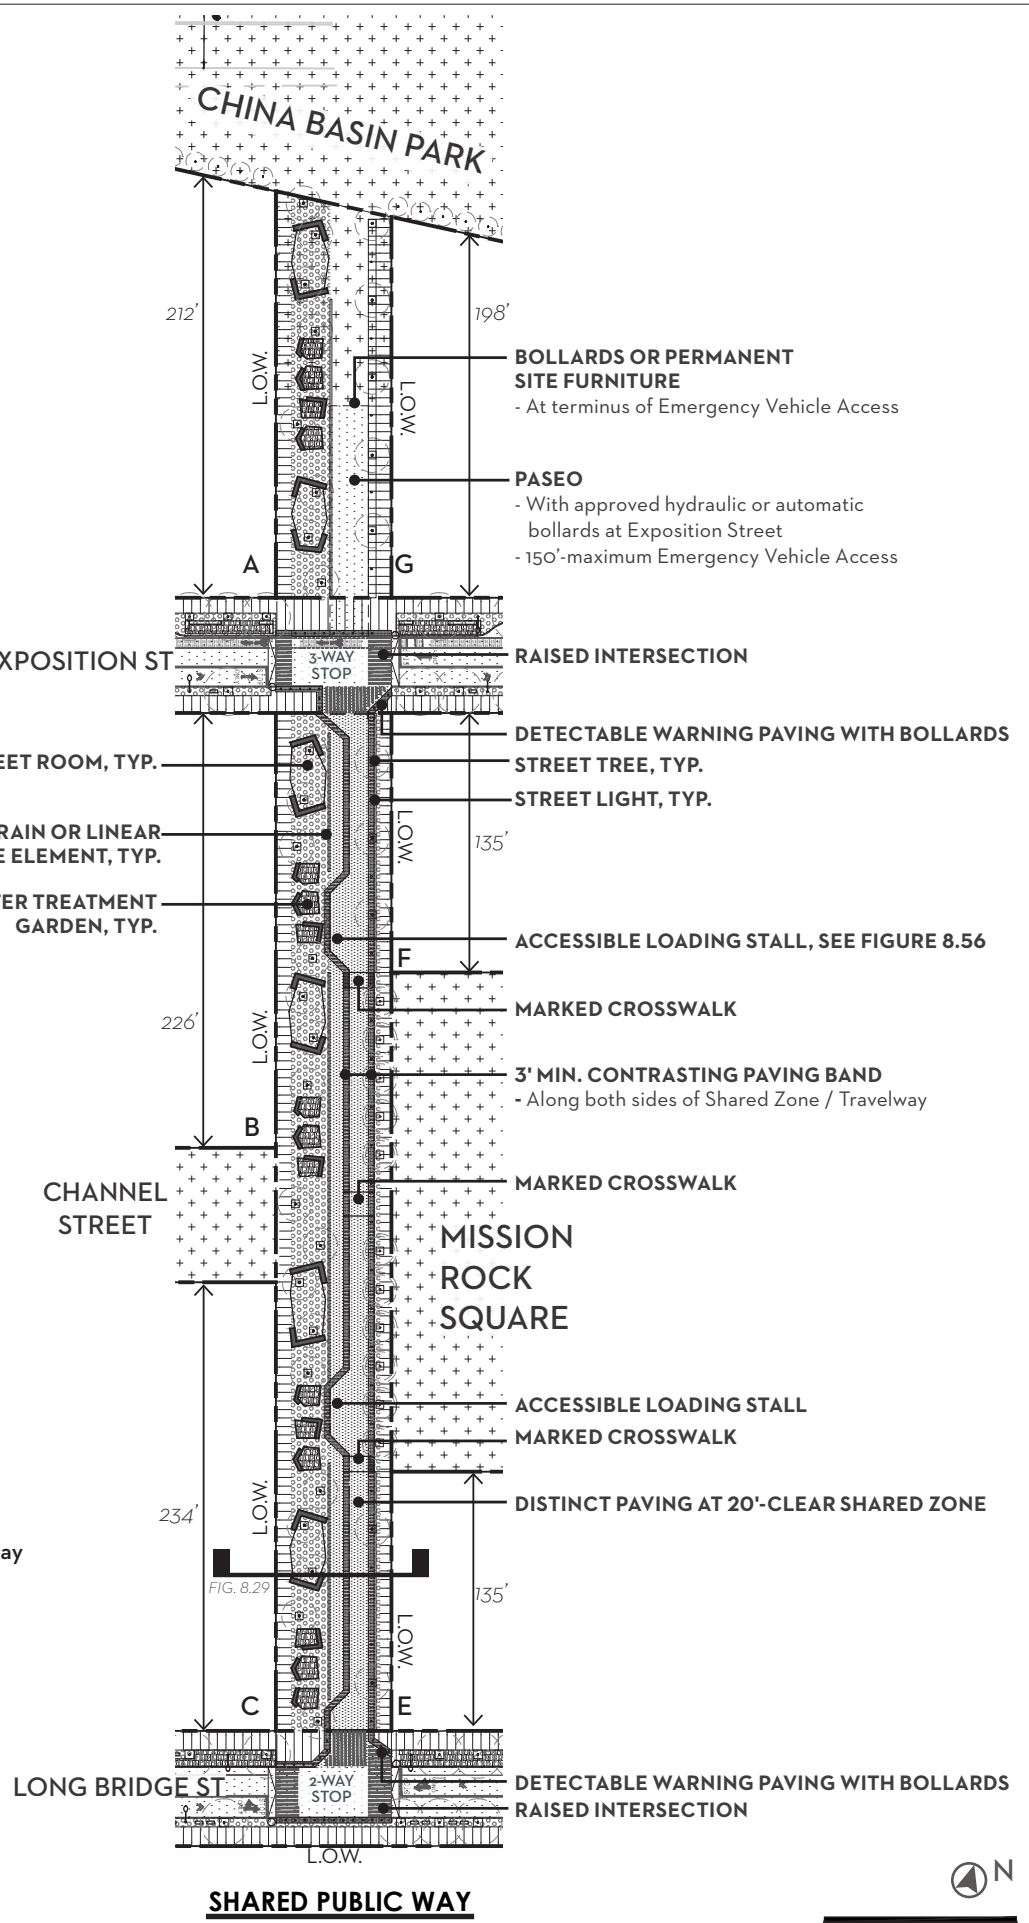 CHINA BASIN PARK
212'
198'
L.O.W.
L.O.W.
BOLLARDS OR PERMANENT
SITE FURNITURE
- At terminus of Emergency Vehicle Access
PASEO
- With approved hydraulic or automatic
bollards at Exposition Street
- 150'-maximum Emergency Vehicle Access
A
G
XPOSITION ST
3-WAY
STOP
RAISED INTERSECTION
DETECTABLE WARNING PAVING WITH BOLLARDS
EET ROOM, TYP.
STREET TREE, TYP.
STREET LIGHT, TYP.
RAIN OR LINEAR
E ELEMENT, TYP.
L.O.W.
135'
TER TREATMENT
GARDEN, TYP.
ACCESSIBLE LOADING STALL, SEE FIGURE 8.56
F
MARKED CROSSWALK
226'
L.O.W.
3' MIN. CONTRASTING PAVING BAND
- Along both sides of Shared Zone / Travelway
B
CHANNEL
STREET
MARKED CROSSWALK
MISSION
ROCK
SQUARE
ACCESSIBLE LOADING STALL
MARKED CROSSWALK
234'
L.O.W.
DISTINCT PAVING AT 20'-CLEAR SHARED ZONE
ay
FIG. 8.29
135'
L.O.W.
C
E
LONG BRIDGE ST
2-WAY
STOP
DETECTABLE WARNING PAVING WITH BOLLARDS
RAISED INTERSECTION
L.O.W.
N
SHARED PUBLIC WAY